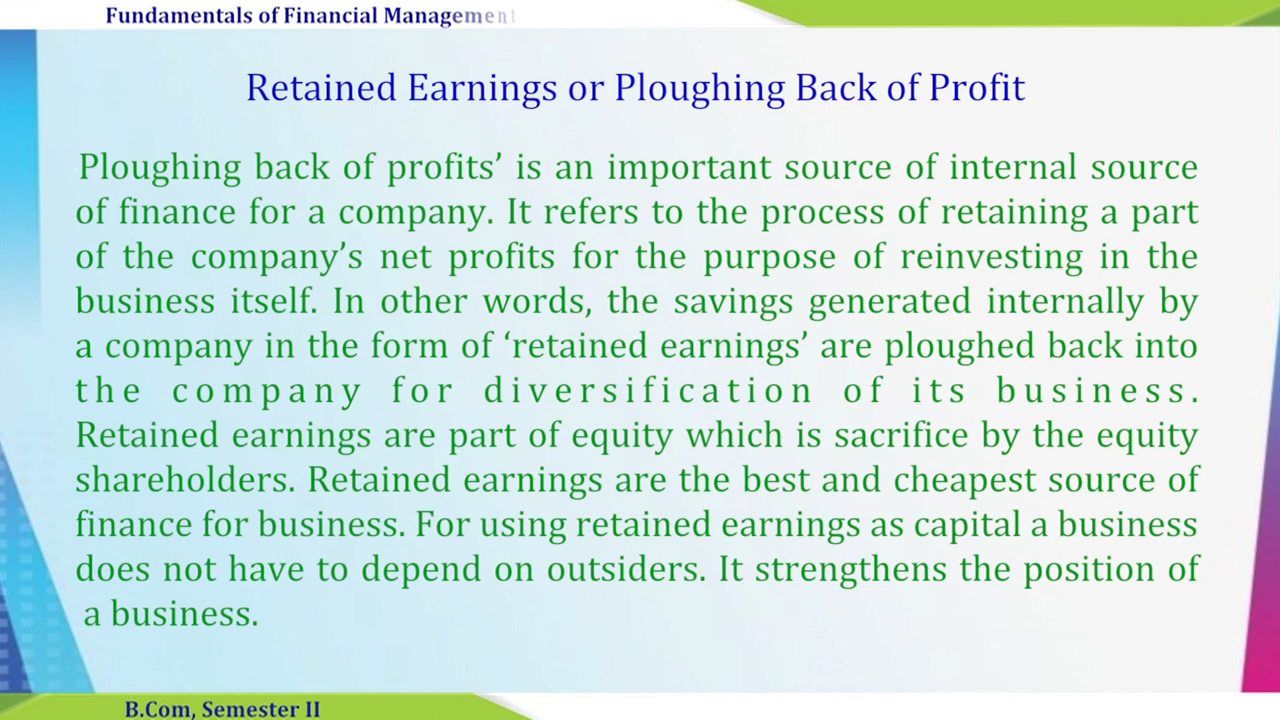 Fundamentals of Financial Management
Retained Earnings or Ploughing Back of Profit
Ploughing back of profits’ is an important source of internal source
of finance for a company. It refers to the process of retaining a part
of the company’s net profits for the purpose of reinvesting in the
business itself. In other words, the savings generated internally by
a company in the form of ‘retained earnings’ are ploughed back into
the company for diversification of its business.
Retained earnings are part of equity which is sacrifice by the equity
shareholders. Retained earnings are the best and cheapest source of
finance for business. For using retained earnings as capital a business
does not have to depend on outsiders. It strengthens the position of
a business.
B.Com, Semester II